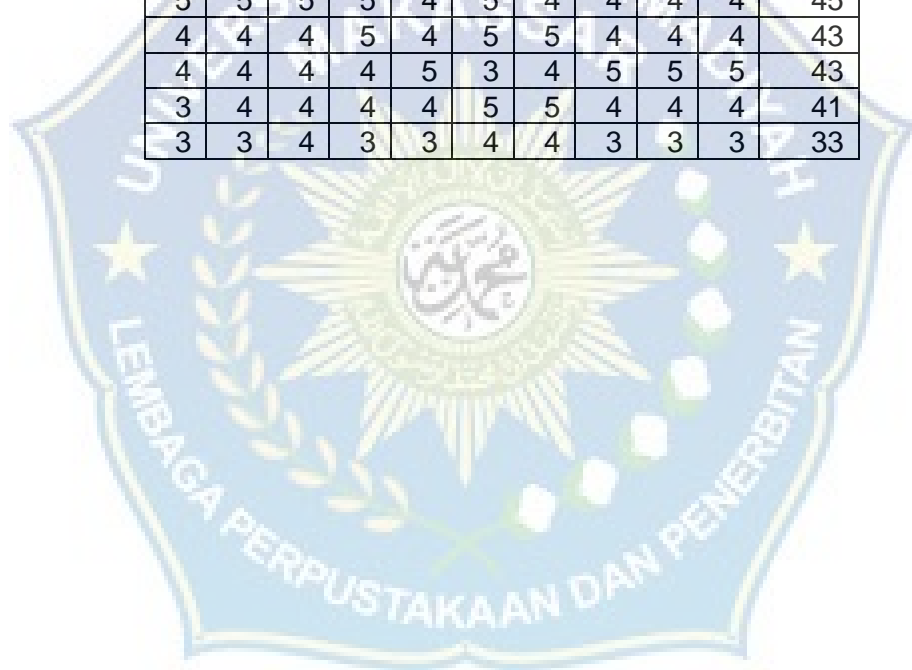 5 5 5 5 4 5 4 4 4 4 45
4 4 4 5 4 5 5 4 4 4 43
4 4 4 4 5 3 4 5 5 5 43
3 4 4 4 4 5 5 4 4 4 41
3 3 4 3 3 4 4 3 3 3 33
محمدية
LEMBAGA PERPUSTAKAAN DAN PENERBITAN